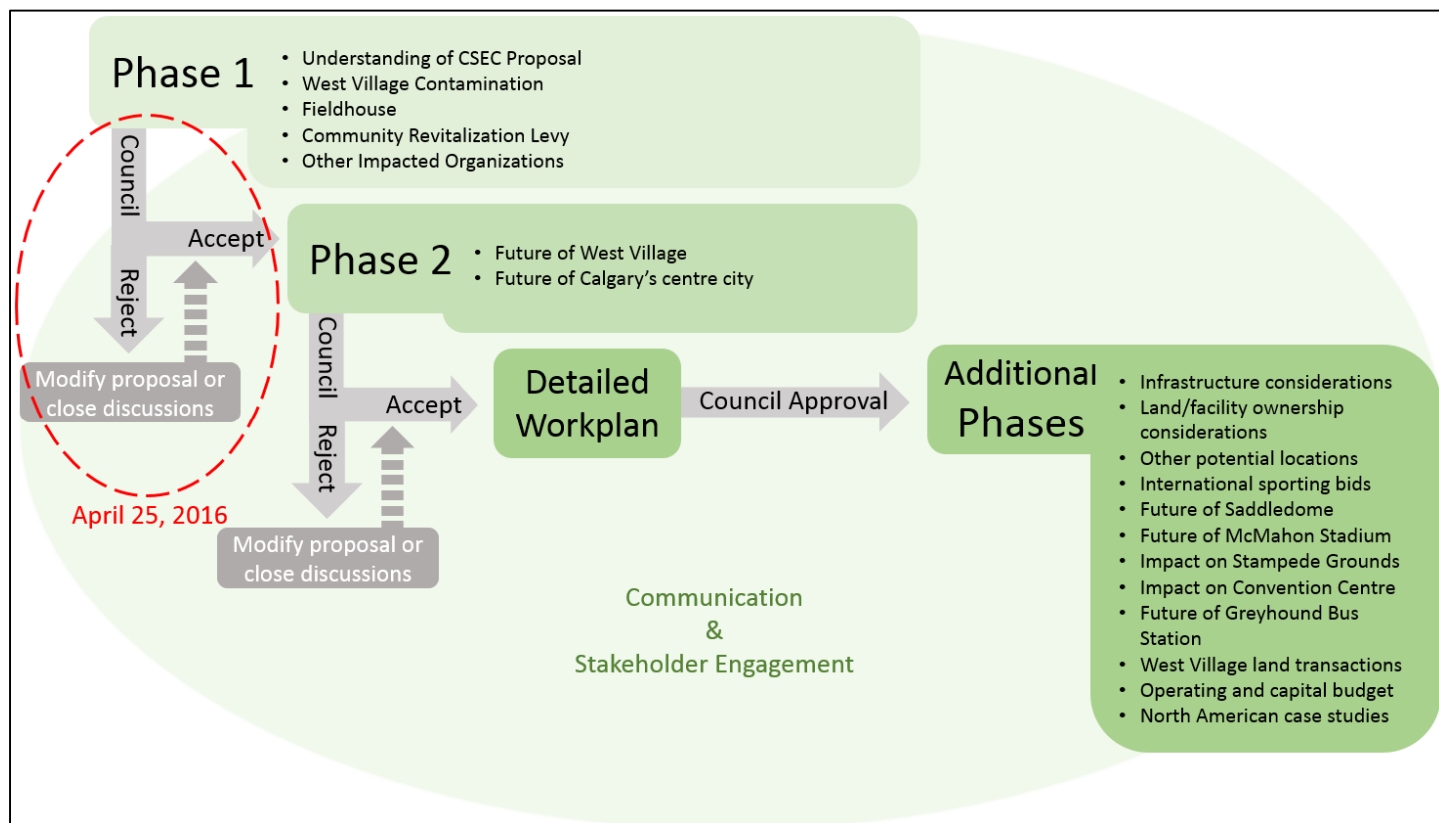 Phase 1
• Understanding of CSEC Proposal
• West Village Contamination
• Fieldhouse
• Community Revitalization Levy
• Other Impacted Organizations
Council
Accept
Reject
Modify proposal or
close discussions
April 25, 2016
Phase 2
• Future of West Village
• Future of Calgary’s centre city
Council
Accept
Reject
Modify proposal or
close discussions
Detailed
Workplan
Council Approval
Additional
Phases
• Infrastructure considerations
• Land/facility ownership
considerations
• Other potential locations
• International sporting bids
• Future of Saddledome
• Future of McMahon Stadium
• Impact on Stampede Grounds
• Impact on Convention Centre
• Future of Greyhound Bus
Station
• West Village land transactions
• Operating and capital budget
• North American case studies
Communication
&
Stakeholder Engagement